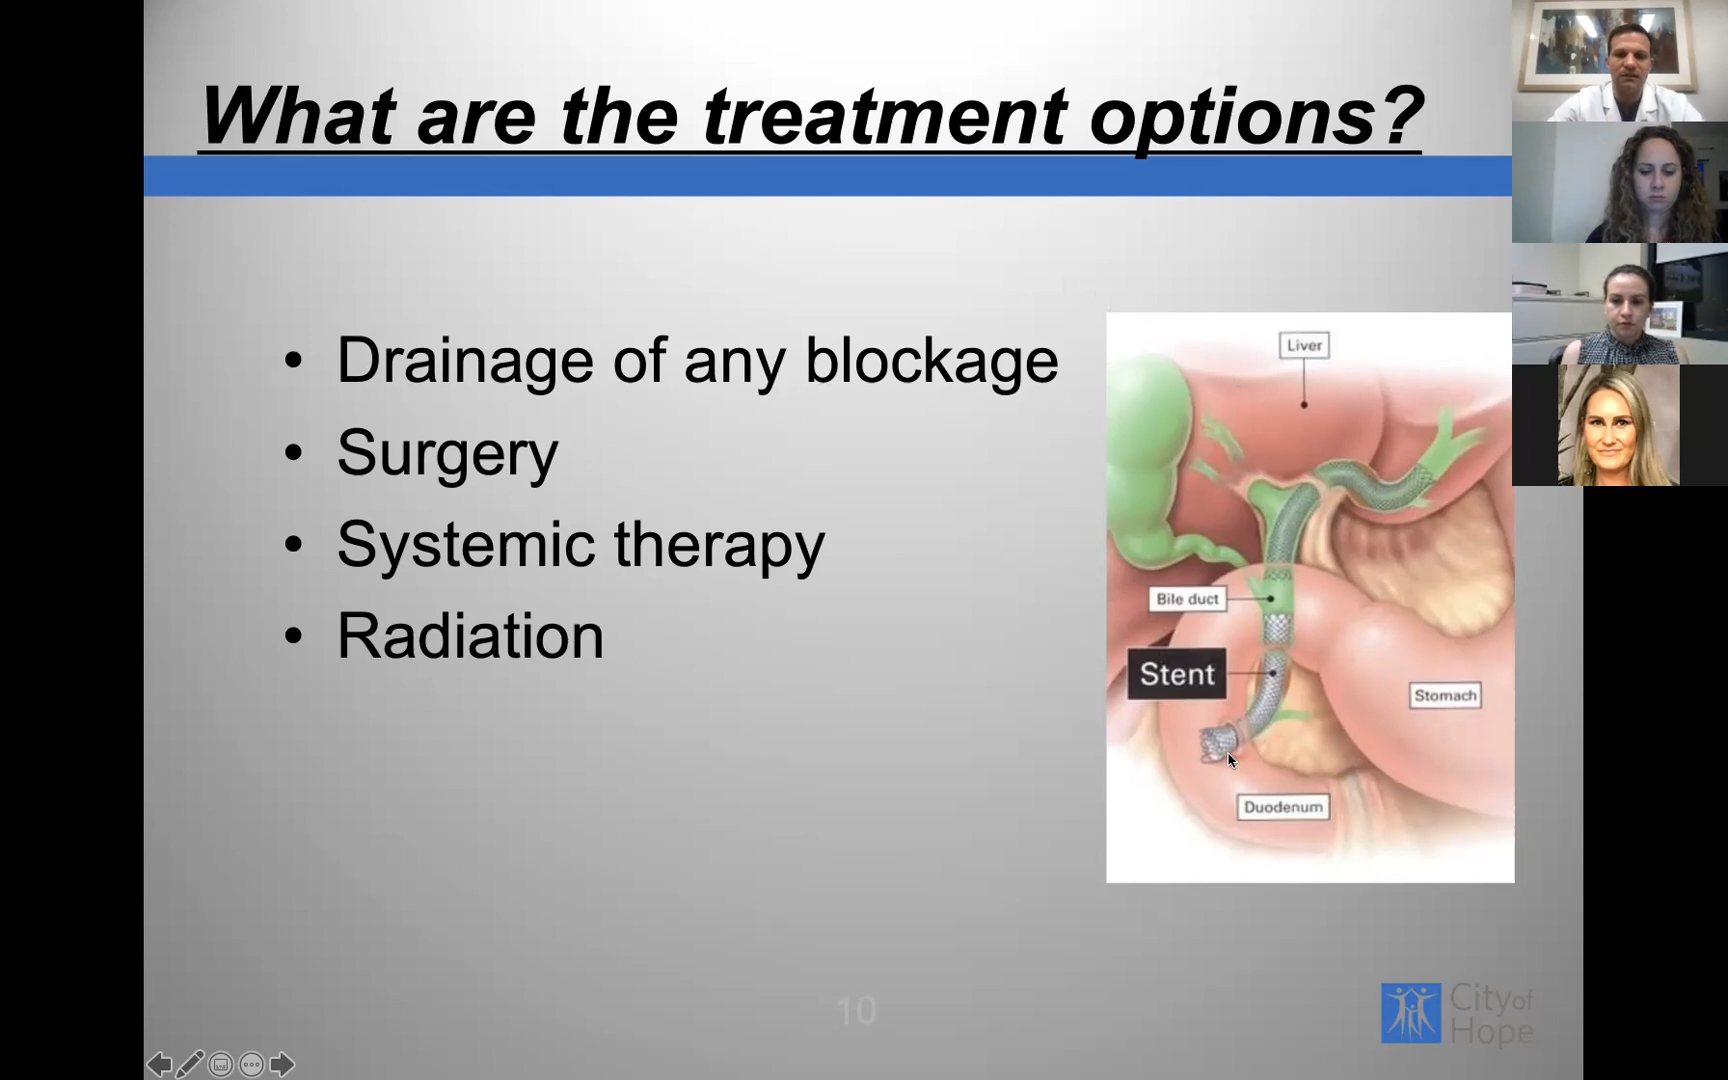 What are the treatment options?
• Drainage of any blockage
• Surgery
• Systemic therapy
• Radiation
Liver
Bile duct
Stent
Stomach
Duodenum
10
City of
Hope